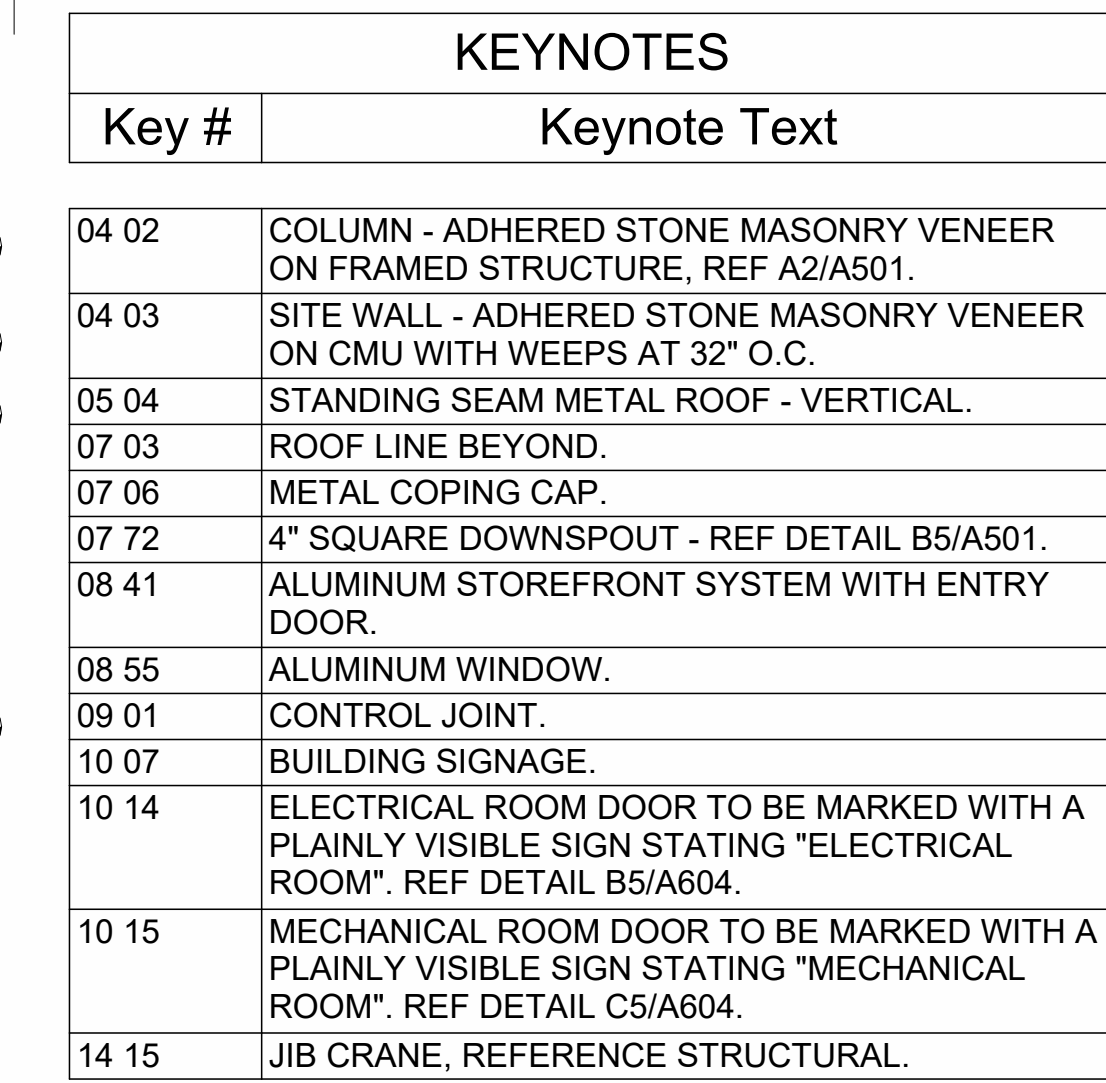 KEYNOTES
Key # Keynote Text
04 02 COLUMN - ADHERED STONE MASONRY VENEER
ON FRAMED STRUCTURE, REF A2/A501.
04 03 SITE WALL - ADHERED STONE MASONRY VENEER
ON CMU WITH WEEPS AT 32" O.C.
05 04 STANDING SEAM METAL ROOF - VERTICAL.
07 03 ROOF LINE BEYOND.
07 06 METAL COPING CAP.
07 72 4" SQUARE DOWNSPOUT - REF DETAIL B5/A501.
08 41 ALUMINUM STOREFRONT SYSTEM WITH ENTRY
DOOR.
08 55 ALUMINUM WINDOW.
09 01 CONTROL JOINT.
10 07 BUILDING SIGNAGE.
10 14 ELECTRICAL ROOM DOOR TO BE MARKED WITH A
PLAINLY VISIBLE SIGN STATING "ELECTRICAL
ROOM". REF DETAIL B5/A604.
10 15 MECHANICAL ROOM DOOR TO BE MARKED WITH A
PLAINLY VISIBLE SIGN STATING "MECHANICAL
ROOM". REF DETAIL C5/A604.
14 15 JIB CRANE, REFERENCE STRUCTURAL.